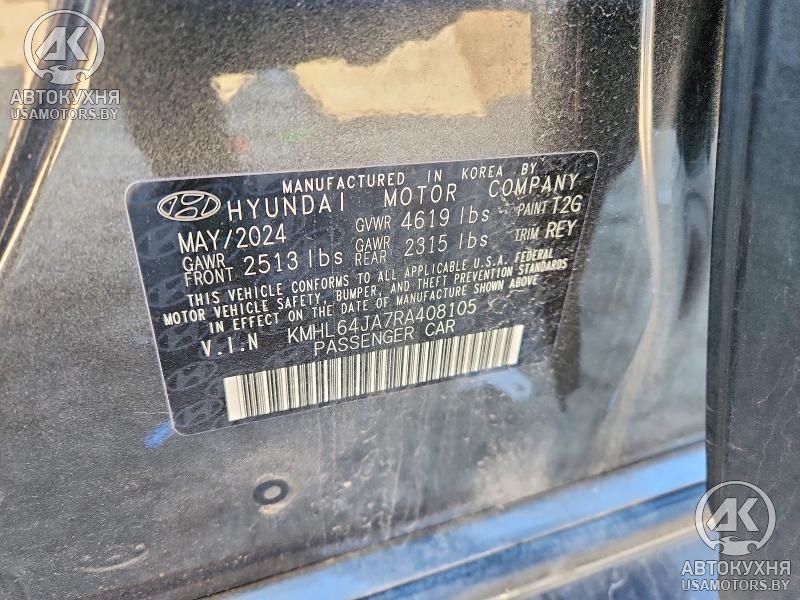 АК
АВТОКУХНЯ
USAMOTORS.BY
MANUFACTURED IN KOREA BY
HYUNDAI MOTOR COMPANY
MAY/2024 GVWR 4619 lbs PAINT T2G
GAWR FRONT 2513 lbs GAWR REAR 2315 lbs TRIM REY
THIS VEHICLE CONFORMS TO ALL APPLICABLE U.S.A. FEDERAL
MOTOR VEHICLE SAFETY, BUMPER, AND THEFT PREVENTION STANDARDS
IN EFFECT ON THE DATE OF MANUFACTURE SHOWN ABOVE
V.I.N KMHL64JA7RA408105
PASSENGER CAR
АК
АВТОКУХНЯ
USAMOTORS.BY